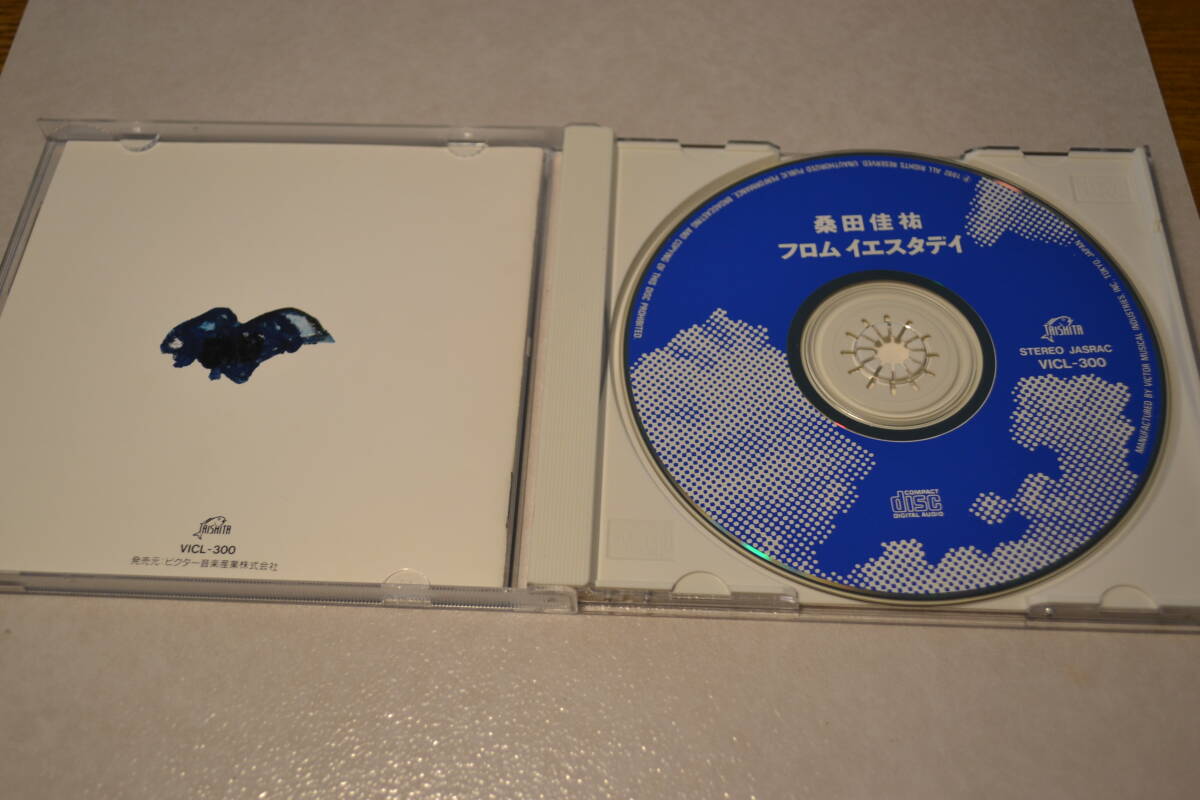 TAISHITA
VICL-300
発売元:ビクター音楽産業株式会社
桑田佳祐
フロム イエスタデイ
TAISHITA
STEREO JASRAC
VICL-300
COMPACT
disc
DIGITAL AUDIO
℗ 1992 ALL RIGHTS RESERVED. UNAUTHORIZED PUBLIC PERFORMANCE, BROADCASTING AND COPYING OF THIS DISC PROHIBITED.
MANUFACTURED BY VICTOR MUSICAL INDUSTRIES, INC. TOKYO, JAPAN